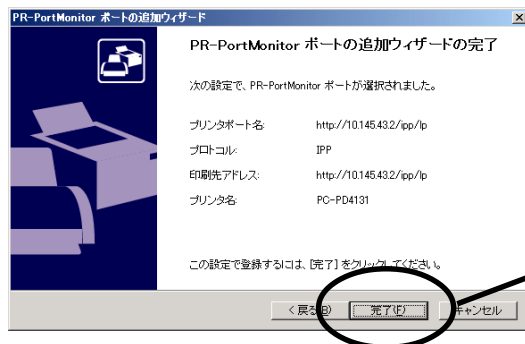 PR-PortMonitor ポートの追加ウィザード
PR-PortMonitor ポートの追加ウィザードの完了
次の設定で、PR-PortMonitor ポートが選択されました。
プリンタポート名: http://10.145.43.2/ipp/lp
プロトコル: IPP
印刷先アドレス: http://10.145.43.2/ipp/lp
プリンタ名: PC-PD4131
この設定で登録するには、[完了] をクリックしてください。
< 戻る(B) 完了(F) キャンセル